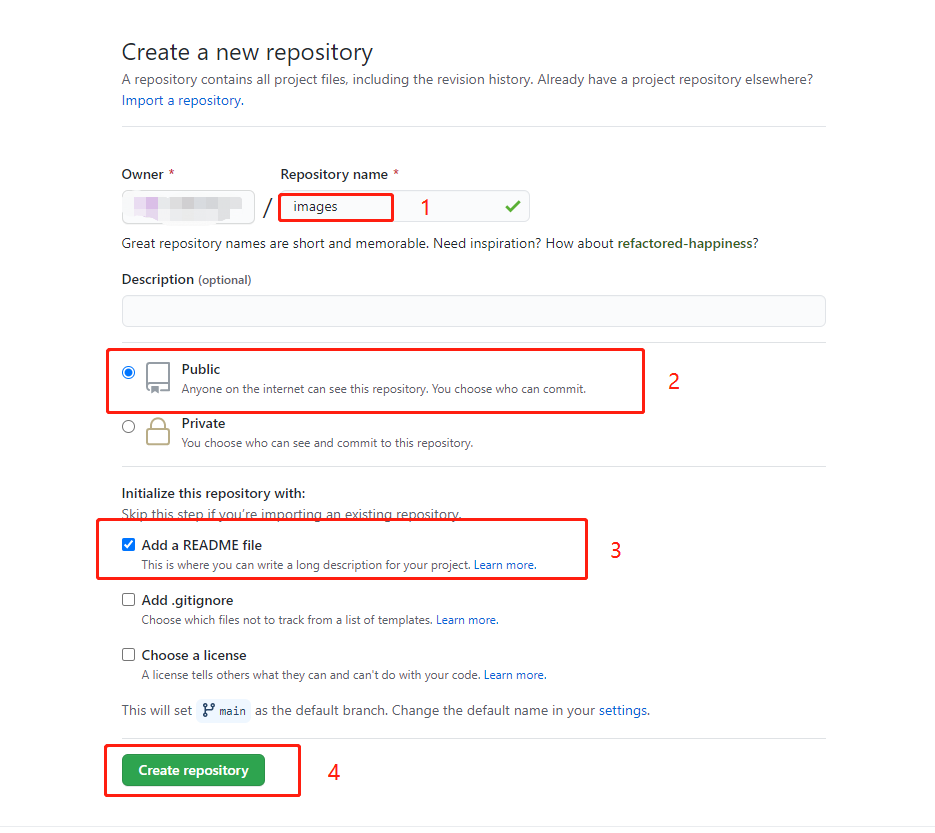 Create a new repository
A repository contains all project files, including the revision history. Already have a project repository elsewhere?
Import a repository.
Owner * Repository name *
/ images 1
Great repository names are short and memorable. Need inspiration? How about refactored-happiness?
Description (optional)
Public
Anyone on the internet can see this repository. You choose who can commit.
2
Private
You choose who can see and commit to this repository.
Initialize this repository with:
Skip this step if you're importing an existing repository.
Add a README file
This is where you can write a long description for your project. Learn more.
3
Add .gitignore
Choose which files not to track from a list of templates. Learn more.
Choose a license
A license tells others what they can and can't do with your code. Learn more.
This will set main as the default branch. Change the default name in your settings.
Create repository 4